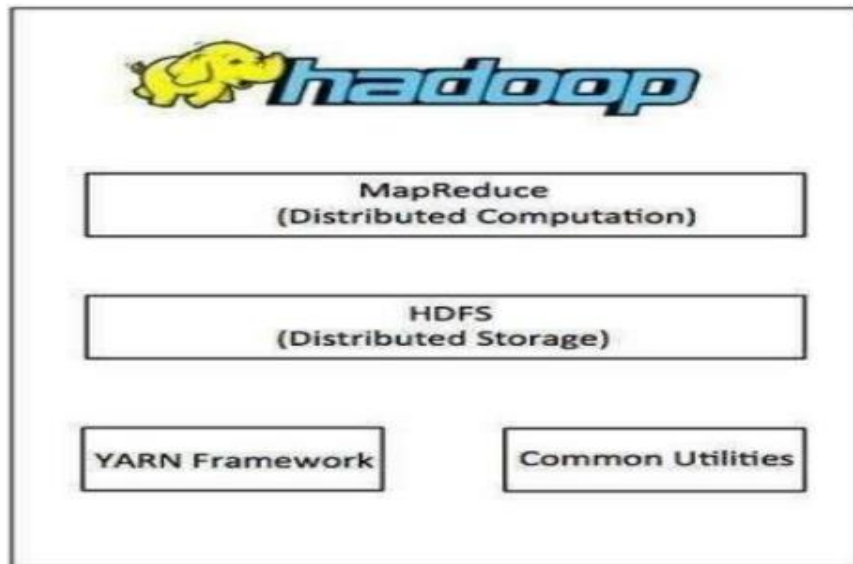 hadoop
MapReduce
(Distributed Computation)
HDFS
(Distributed Storage)
YARN Framework
Common Utilities